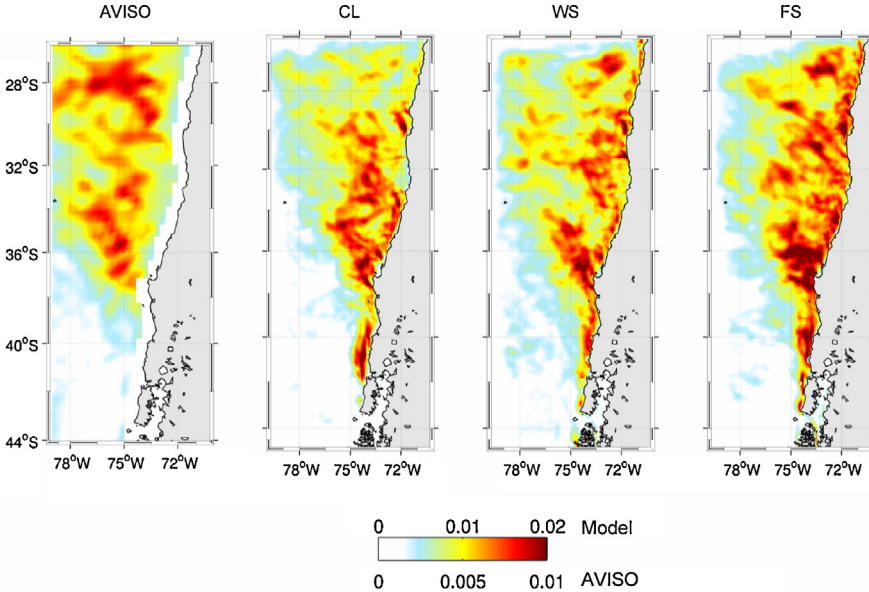 AVISO CL WS FS
28°S
32°S
36°S
40°S
44°S
78°W 75°W 72°W 78°W 75°W 72°W 78°W 75°W 72°W 78°W 75°W 72°W
0 0.01 0.02 Model
0 0.005 0.01 AVISO